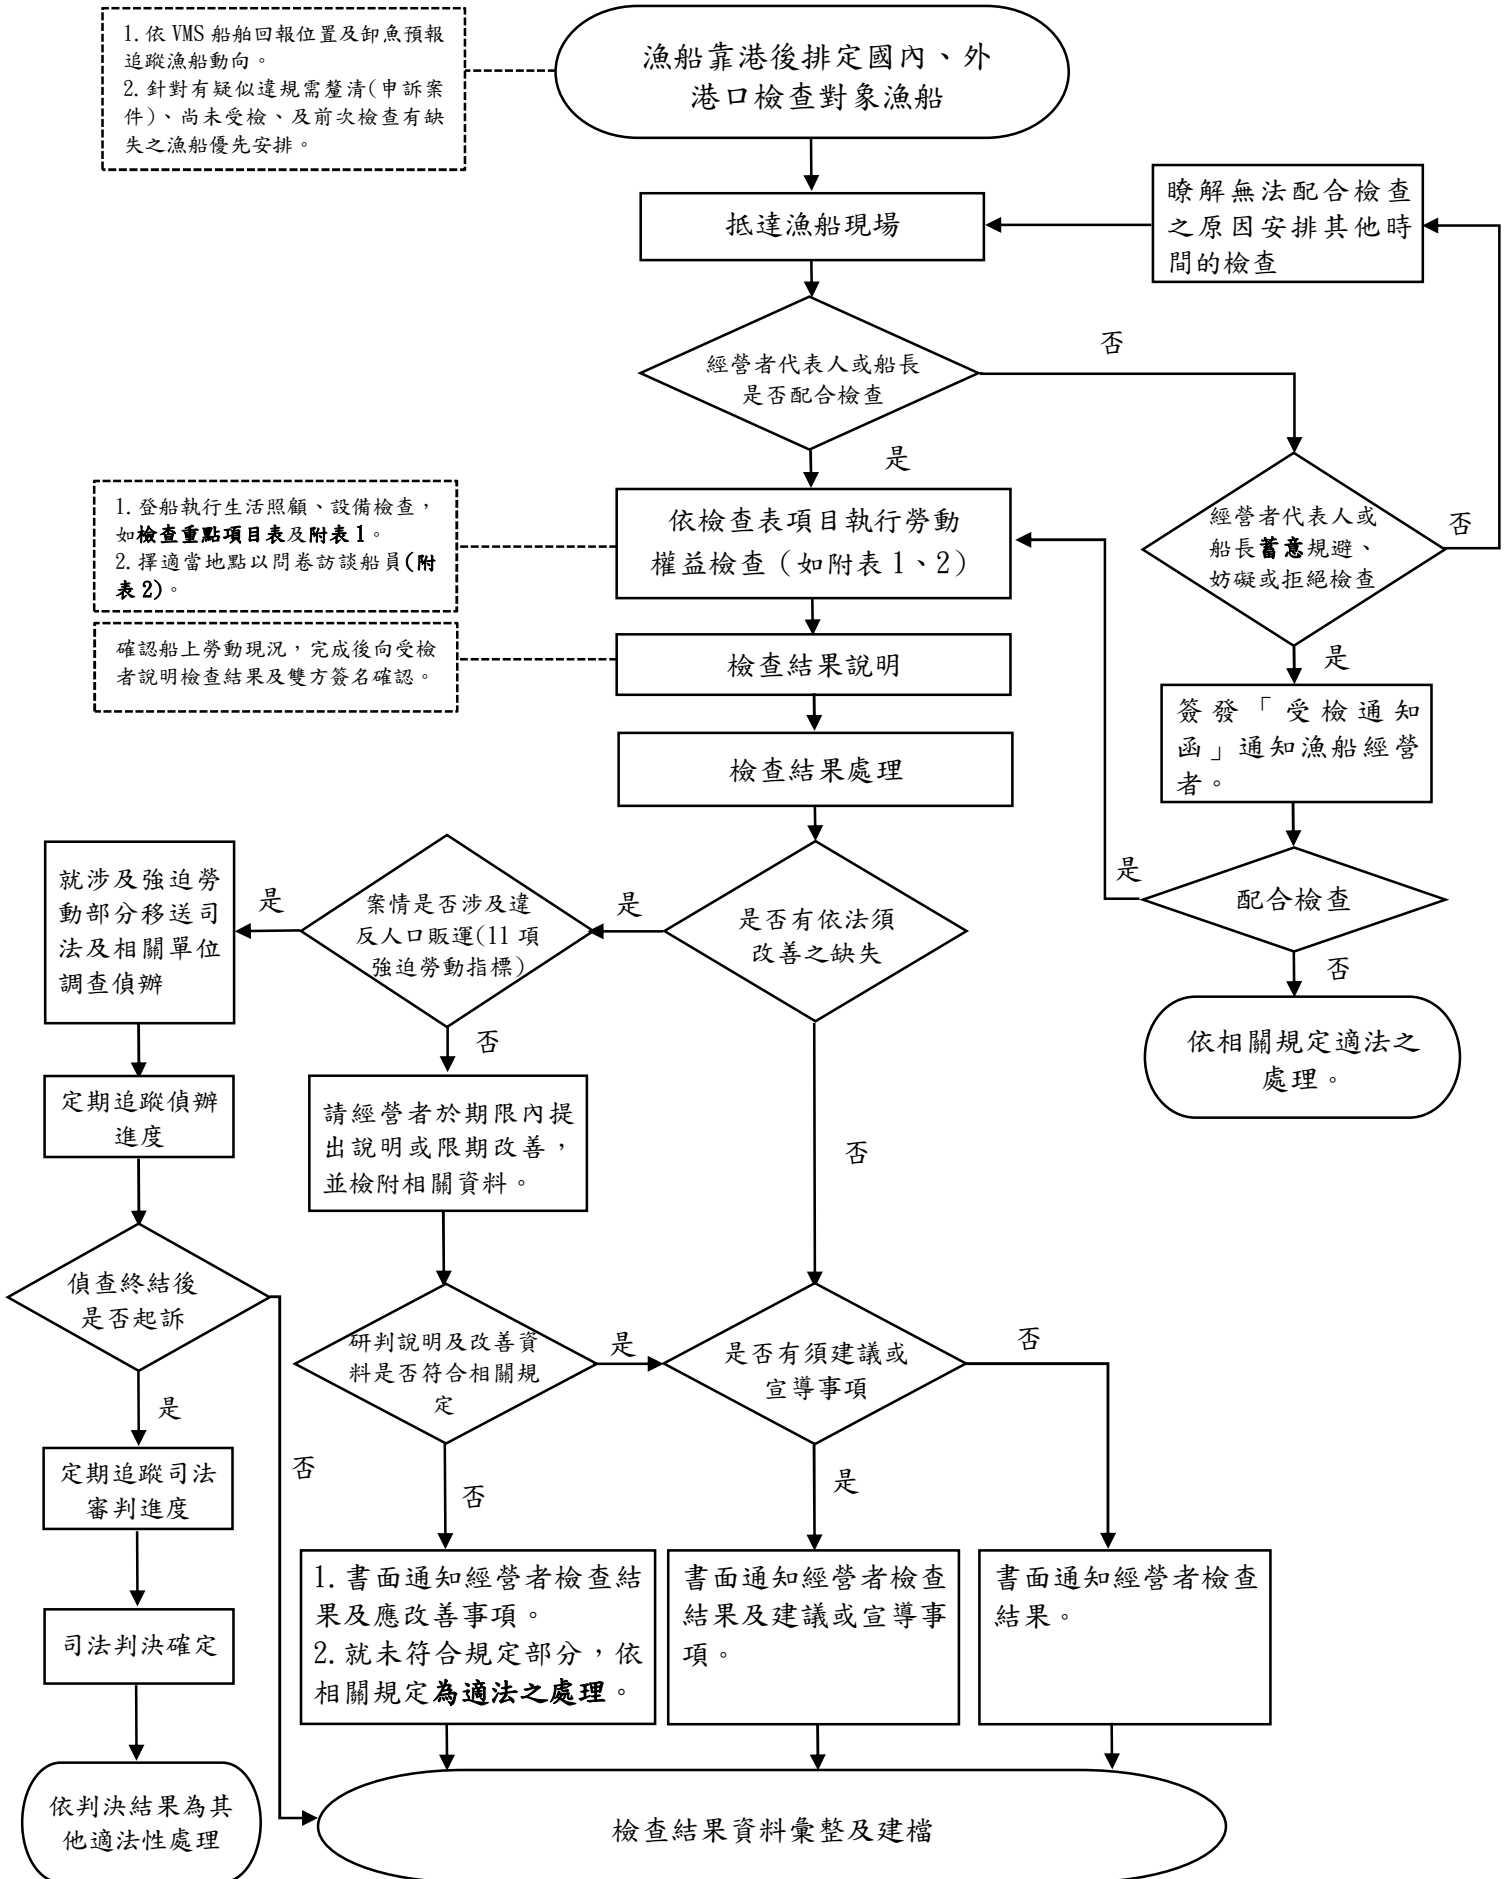 1. 依 VMS 船舶回報位置及卸魚預報
追蹤漁船動向。
2. 針對有疑似違規需釐清(申訴案
件)、尚未受檢、及前次檢查有缺
失之漁船優先安排。
漁船靠港後排定國內、外
港口檢查對象漁船
抵達漁船現場
瞭解無法配合檢查
之原因安排其他時
間的檢查
經營者代表人或船長
是否配合檢查
否
是
1. 登船執行生活照顧、設備檢查，
如檢查重點項目表及附表 1。
2. 擇適當地點以問卷訪談船員(附
表 2)。
依檢查表項目執行勞動
權益檢查（如附表 1、2）
經營者代表人或
船長蓄意規避、
妨礙或拒絕檢查
否
是
確認船上勞動現況，完成後向受檢
者說明檢查結果及雙方簽名確認。
檢查結果說明
簽發「受檢通知
函」通知漁船經營
者。
檢查結果處理
配合檢查
是
否
依相關規定適法之
處理。
是否有依法須
改善之缺失
是
否
案情是否涉及違
反人口販運(11 項
強迫勞動指標)
是
否
就涉及強迫勞
動部分移送司
法及相關單位
調查偵辦
定期追蹤偵辦
進度
請經營者於期限內提
出說明或限期改善，
並檢附相關資料。
偵查終結後
是否起訴
是
否
研判說明及改善資
料是否符合相關規
定
是
否
是否有須建議或
宣導事項
否
是
定期追蹤司法
審判進度
司法判決確定
1. 書面通知經營者檢查結
果及應改善事項。
2. 就未符合規定部分，依
相關規定為適法之處理。
書面通知經營者檢查
結果及建議或宣導事
項。
書面通知經營者檢查
結果。
依判決結果為其
他適法性處理
檢查結果資料彙整及建檔